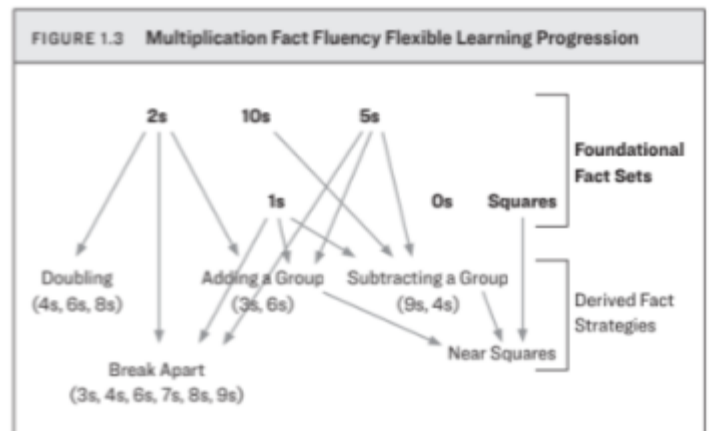 FIGURE 1.3 Multiplication Fact Fluency Flexible Learning Progression
2s 10s 5s
Foundational
Fact Sets
1s 0s Squares
Doubling
(4s, 6s, 8s)
Adding a Group
(3s, 6s)
Subtracting a Group
(9s, 4s)
Derived Fact
Strategies
Near Squares
Break Apart
(3s, 4s, 6s, 7s, 8s, 9s)